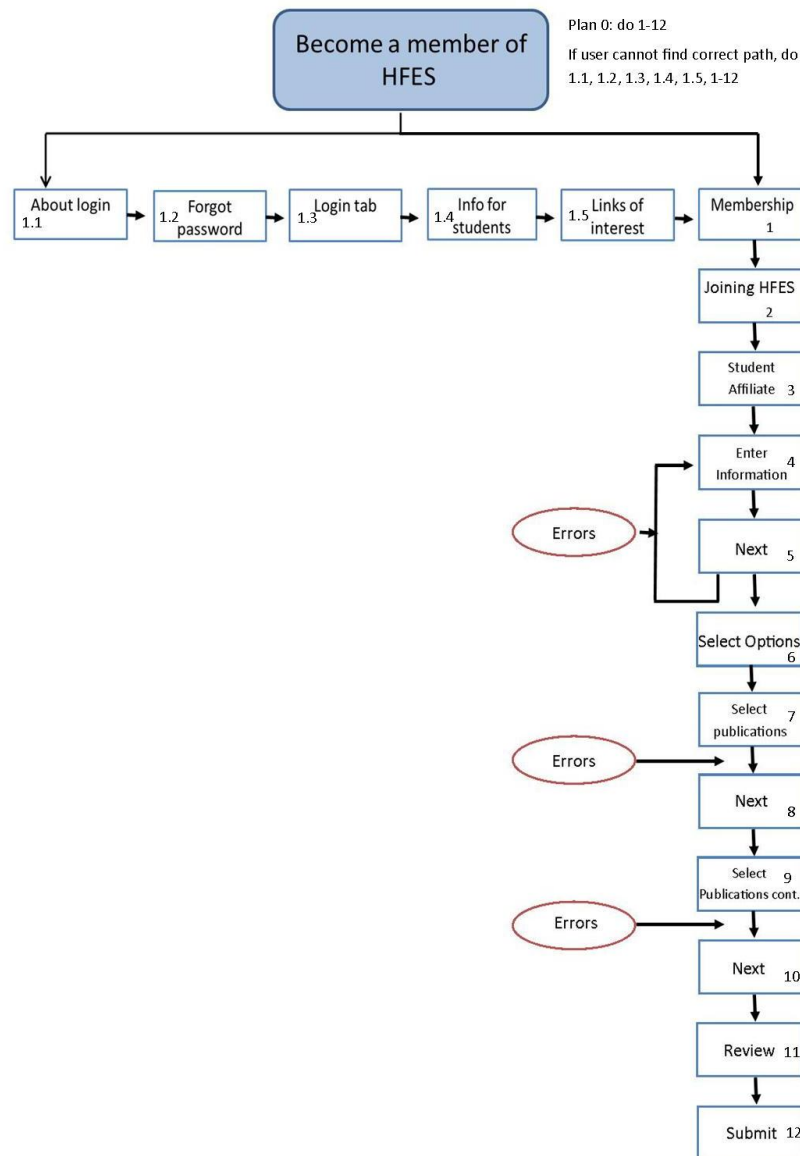 Become a member of
HFES
Plan 0: do 1-12
If user cannot find correct path, do
1.1, 1.2, 1.3, 1.4, 1.5, 1-12
About login
1.1
Forgot
1.2
password
Login tab
1.3
Info for
1.4
students
Links of
1.5
interest
Membership
1
Joining HFES
2
Student
Affiliate 3
Enter
4
Information
Errors
Next 5
Select Options
6
Select 7
publications
Errors
Next
8
Select 9
Publications cont.
Errors
Next 10
Review 11
Submit 12